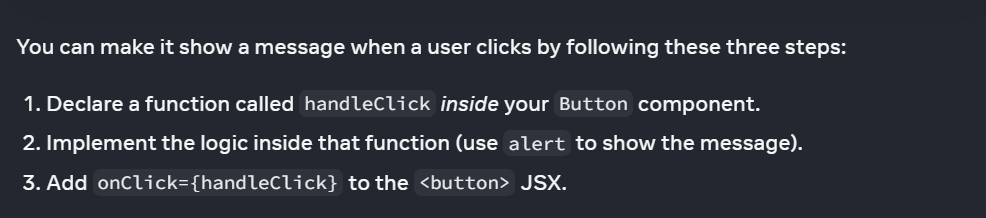 You can make it show a message when a user clicks by following these three steps:
1. Declare a function called handleClick inside your Button component.
2. Implement the logic inside that function (use alert to show the message).
3. Add onClick={handleClick} to the <button> JSX.